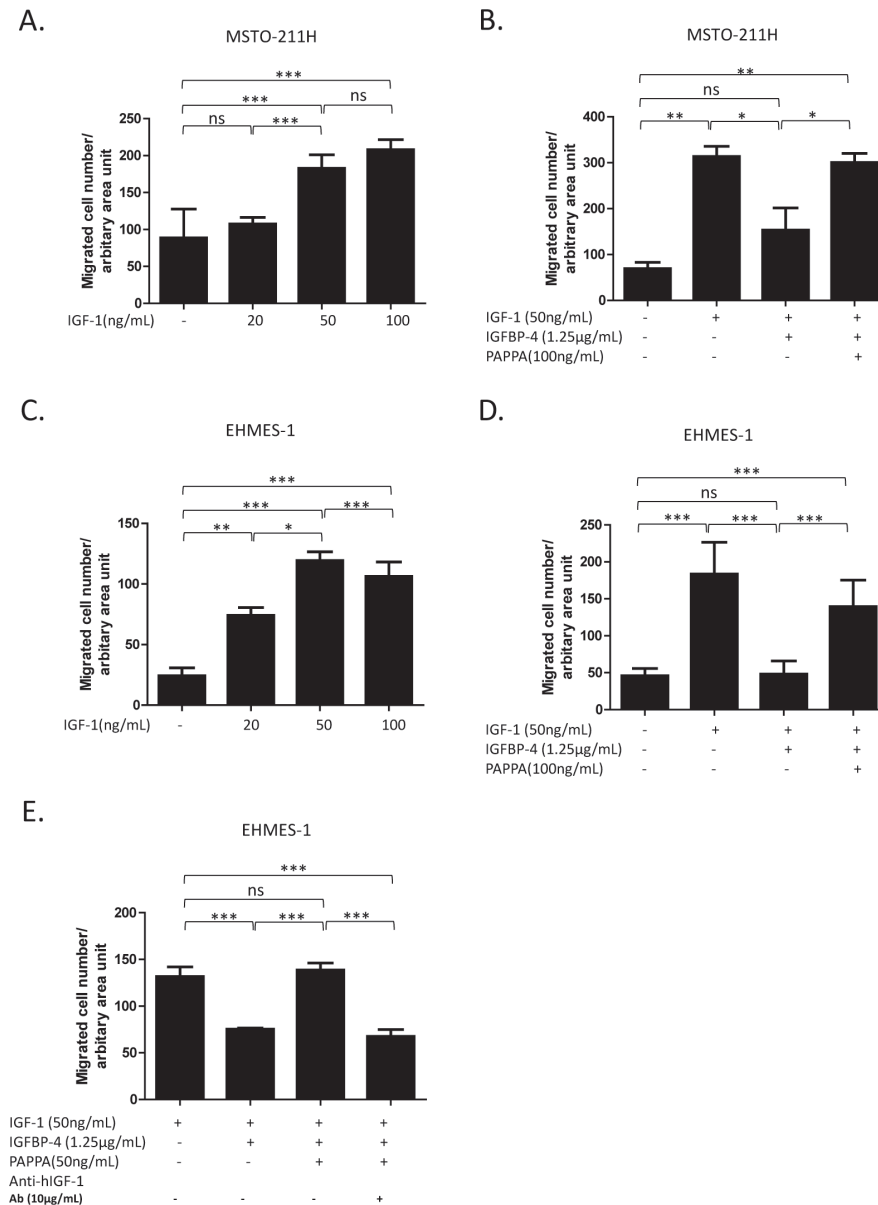 A.
MSTO-211H
***
*** ns
ns ***
Migrated cell number/
arbitary area unit
250
200
150
100
50
0
IGF-1(ng/mL) - 20 50 100
B.
MSTO-211H
**
ns
** * *
Migrated cell number/
arbitrary area unit
400
300
200
100
0
IGF-1 (50ng/mL) - + + +
IGFBP-4 (1.25µg/mL) - - + +
PAPPA(100ng/mL) - - - +
C.
EHMES-1
***
*** ***
** *
Migrated cell number/
arbitary area unit
150
100
50
0
IGF-1(ng/mL) - 20 50 100
D.
EHMES-1
***
ns
*** *** ***
Migrated cell number/
arbitary area unit
250
200
150
100
50
0
IGF-1 (50ng/mL) - + + +
IGFBP-4 (1.25µg/mL) - - + +
PAPPA(100ng/mL) - - - +
E.
EHMES-1
***
ns
*** *** ***
Migrated cell number/
arbitary area unit
200
150
100
50
0
IGF-1 (50ng/mL) + + + +
IGFBP-4 (1.25µg/mL) - + + +
PAPPA(50ng/mL) - - + +
Anti-hIGF-1
Ab (10µg/mL) - - - +